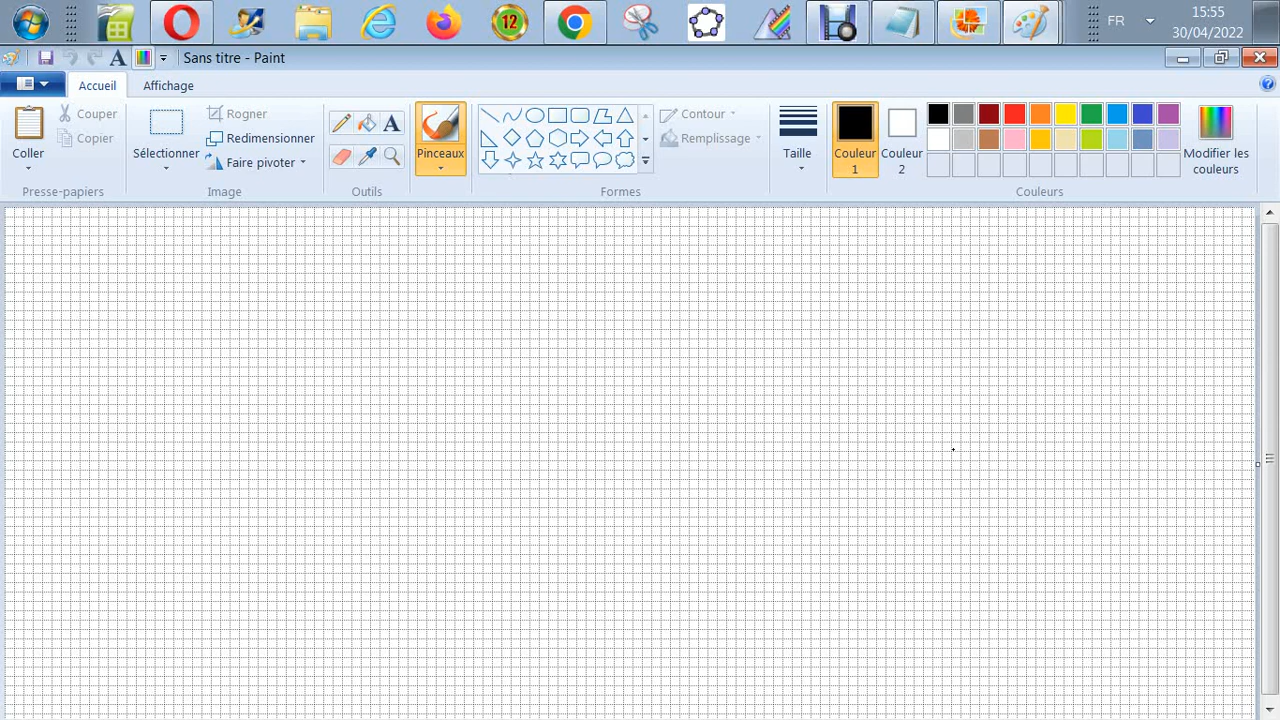 12
FR
15:55
30/04/2022
A
Sans titre - Paint
Accueil
Affichage
Coller
Couper
Copier
Presse-papiers
Sélectionner
Rogner
Redimensionner
Faire pivoter
Image
A
Outils
Pinceaux
Contour
Remplissage
Formes
Taille
Couleur
1
Couleur
2
Modifier les
couleurs
Couleurs